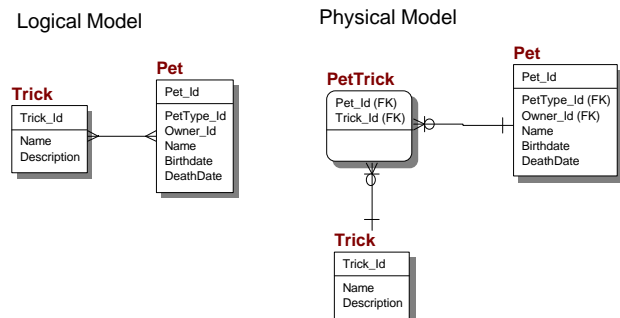 Logical Model
Trick
Trick_Id
Name
Description
Pet
Pet_Id
PetType_Id
Owner_Id
Name
Birthdate
DeathDate
Physical Model
PetTrick
Pet_Id (FK)
Trick_Id (FK)
Pet
Pet_Id
PetType_Id (FK)
Owner_Id (FK)
Name
Birthdate
DeathDate
Trick
Trick_Id
Name
Description